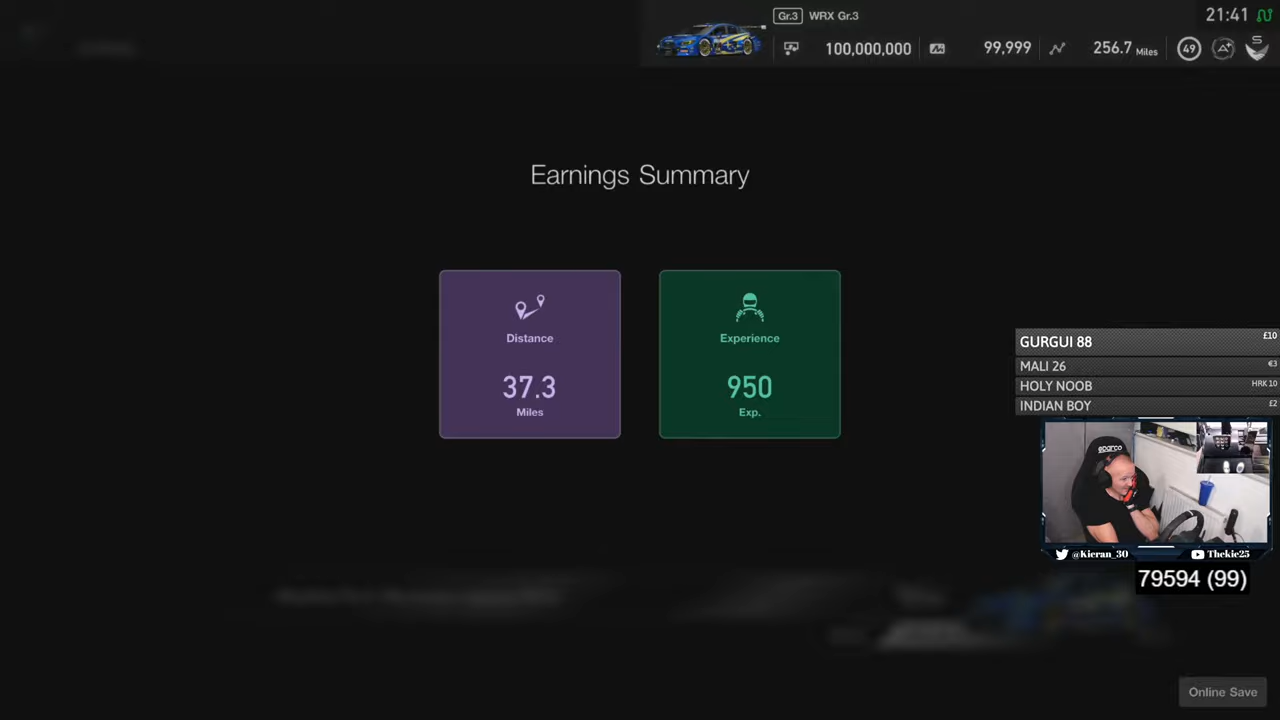 Gr.3 WRX Gr.3 21:41
100,000,000 99,999 256.7 Miles 49 A+ S
Earnings Summary
Distance
37.3
Miles
Experience
950
Exp.
GURGUI 88 £10
MALI 26 €3
HOLY NOOB HRK 10
INDIAN BOY £2
sparco
@Kieran_30 Thekie25
79594 (99)
Online Save